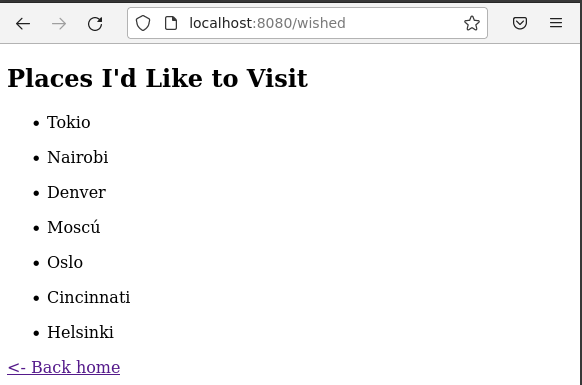 localhost:8080/wished
Places I'd Like to Visit
Tokio
Nairobi
Denver
Moscú
Oslo
Cincinnati
Helsinki
<- Back home